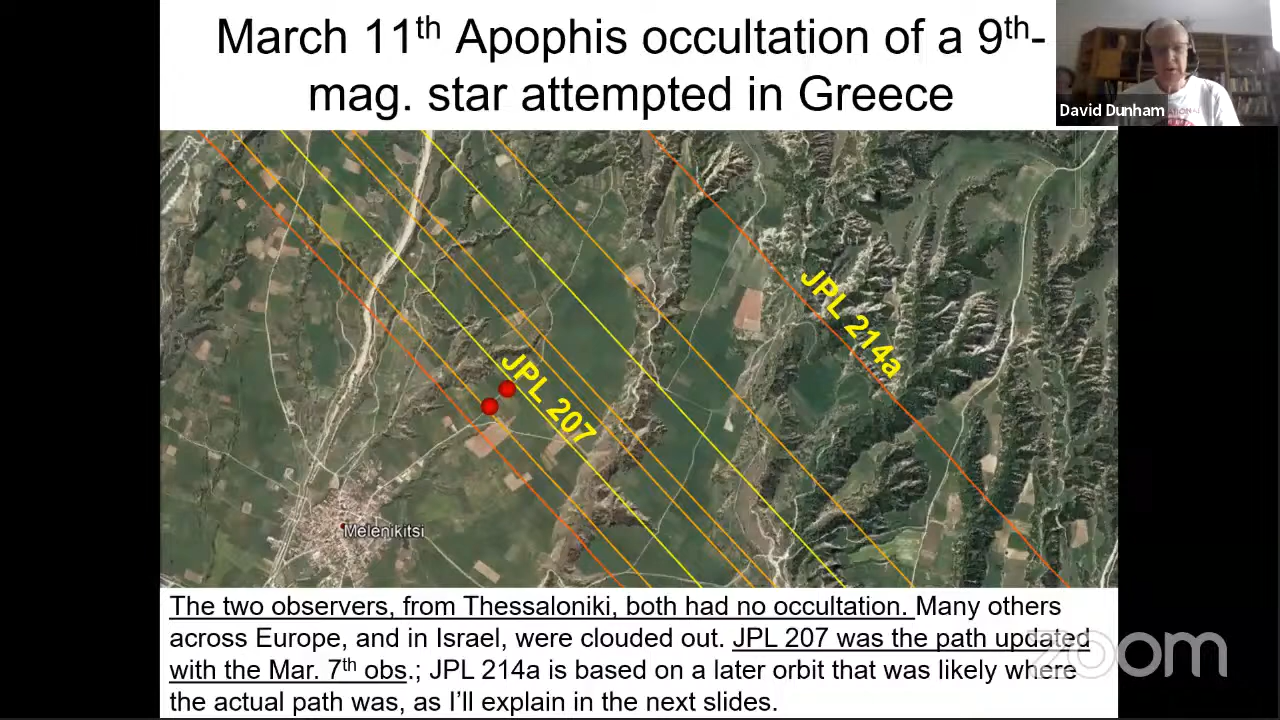 March 11th Apophis occultation of a 9th-
mag. star attempted in Greece
David Dunham
JPL 214a
JPL 207
Melenikitsi
The two observers, from Thessaloniki, both had no occultation. Many others
across Europe, and in Israel, were clouded out. JPL 207 was the path updated
with the Mar. 7th obs.; JPL 214a is based on a later orbit that was likely where
the actual path was, as I'll explain in the next slides.
zoom